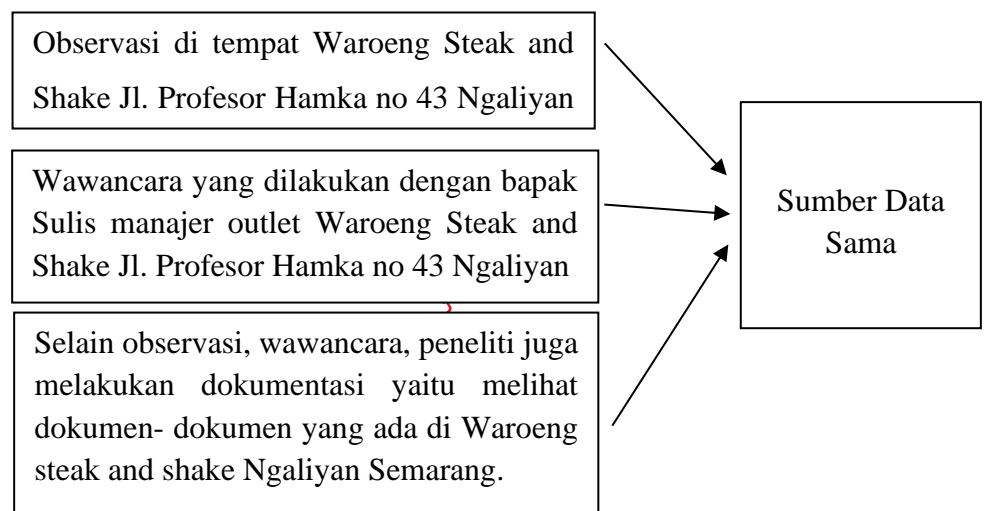 Observasi di tempat Waroeng Steak and
Shake Jl. Profesor Hamka no 43 Ngaliyan
Wawancara yang dilakukan dengan bapak
Sulis manajer outlet Waroeng Steak and
Shake Jl. Profesor Hamka no 43 Ngaliyan
Selain observasi, wawancara, peneliti juga
melakukan dokumentasi yaitu melihat
dokumen- dokumen yang ada di Waroeng
steak and shake Ngaliyan Semarang.
Sumber Data
Sama